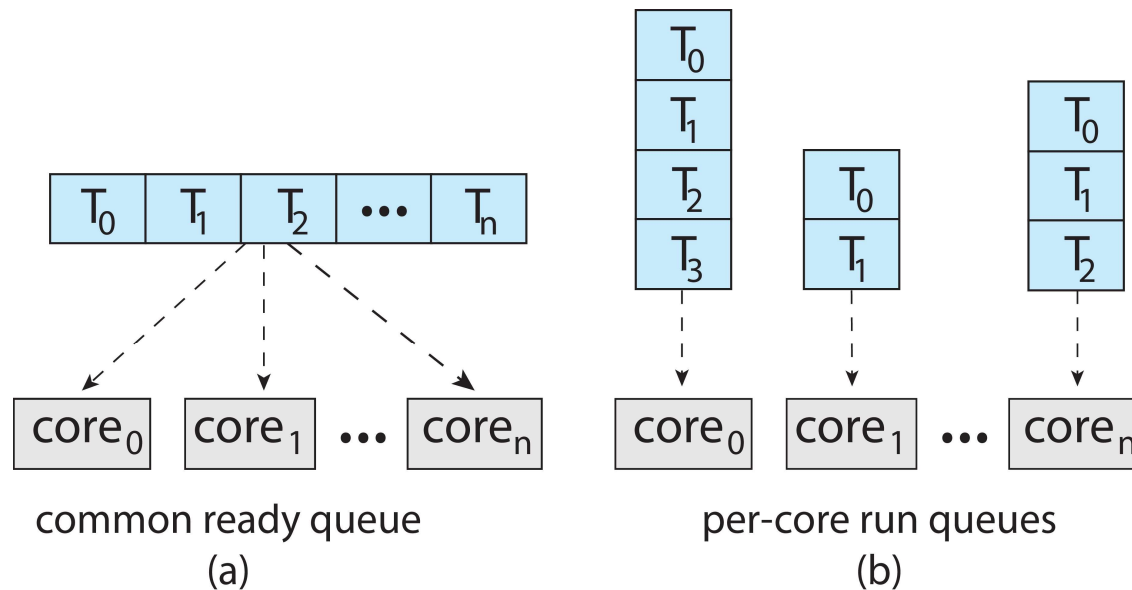 T0 T1 T2 ••• Tn
core0 core1 ••• coren
common ready queue
(a)
T0
T1
T2
T3
T0
T1
T0
T1
T2
core0 core1 ••• coren
per-core run queues
(b)